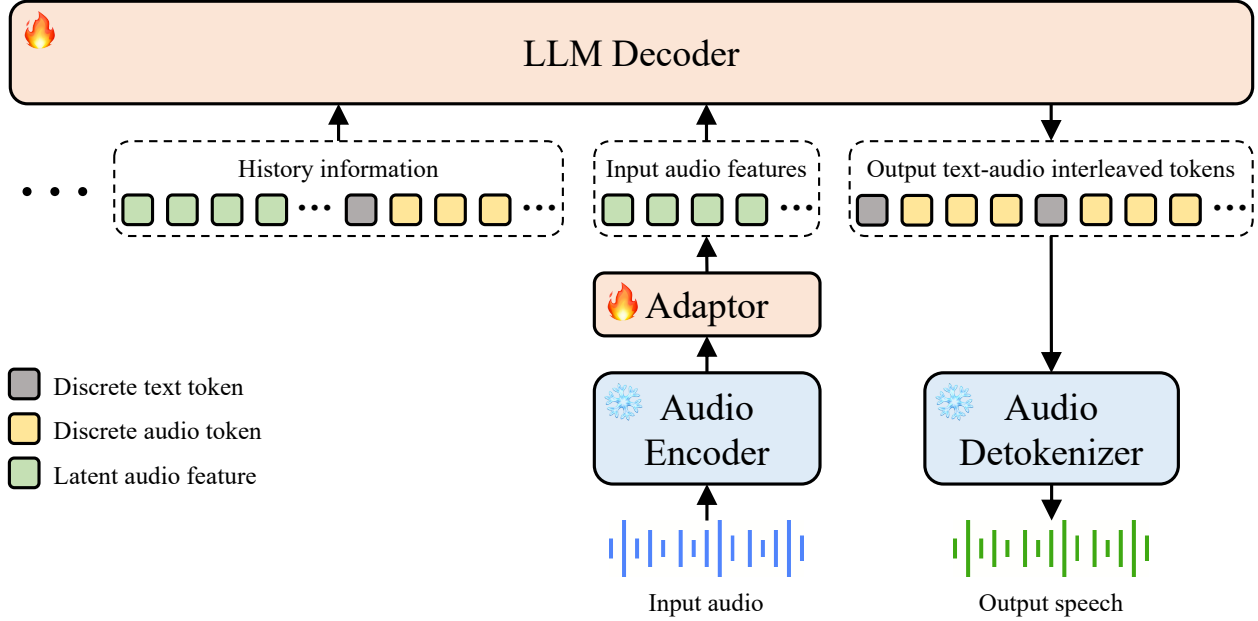 LLM Decoder
History information
Input audio features
Output text-audio interleaved tokens
Adaptor
Audio
Encoder
Audio
Detokenizer
Discrete text token
Discrete audio token
Latent audio feature
Input audio
Output speech